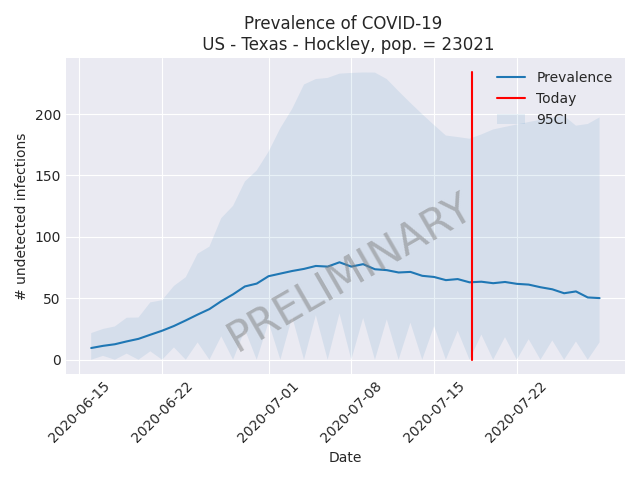 Prevalence of COVID-19
US - Texas - Hockley, pop. = 23021
Prevalence
Today
95CI
# undetected infections
200
150
100
50
0
PRELIMINARY
2020-06-15
2020-06-22
2020-07-01
2020-07-08
2020-07-15
2020-07-22
Date